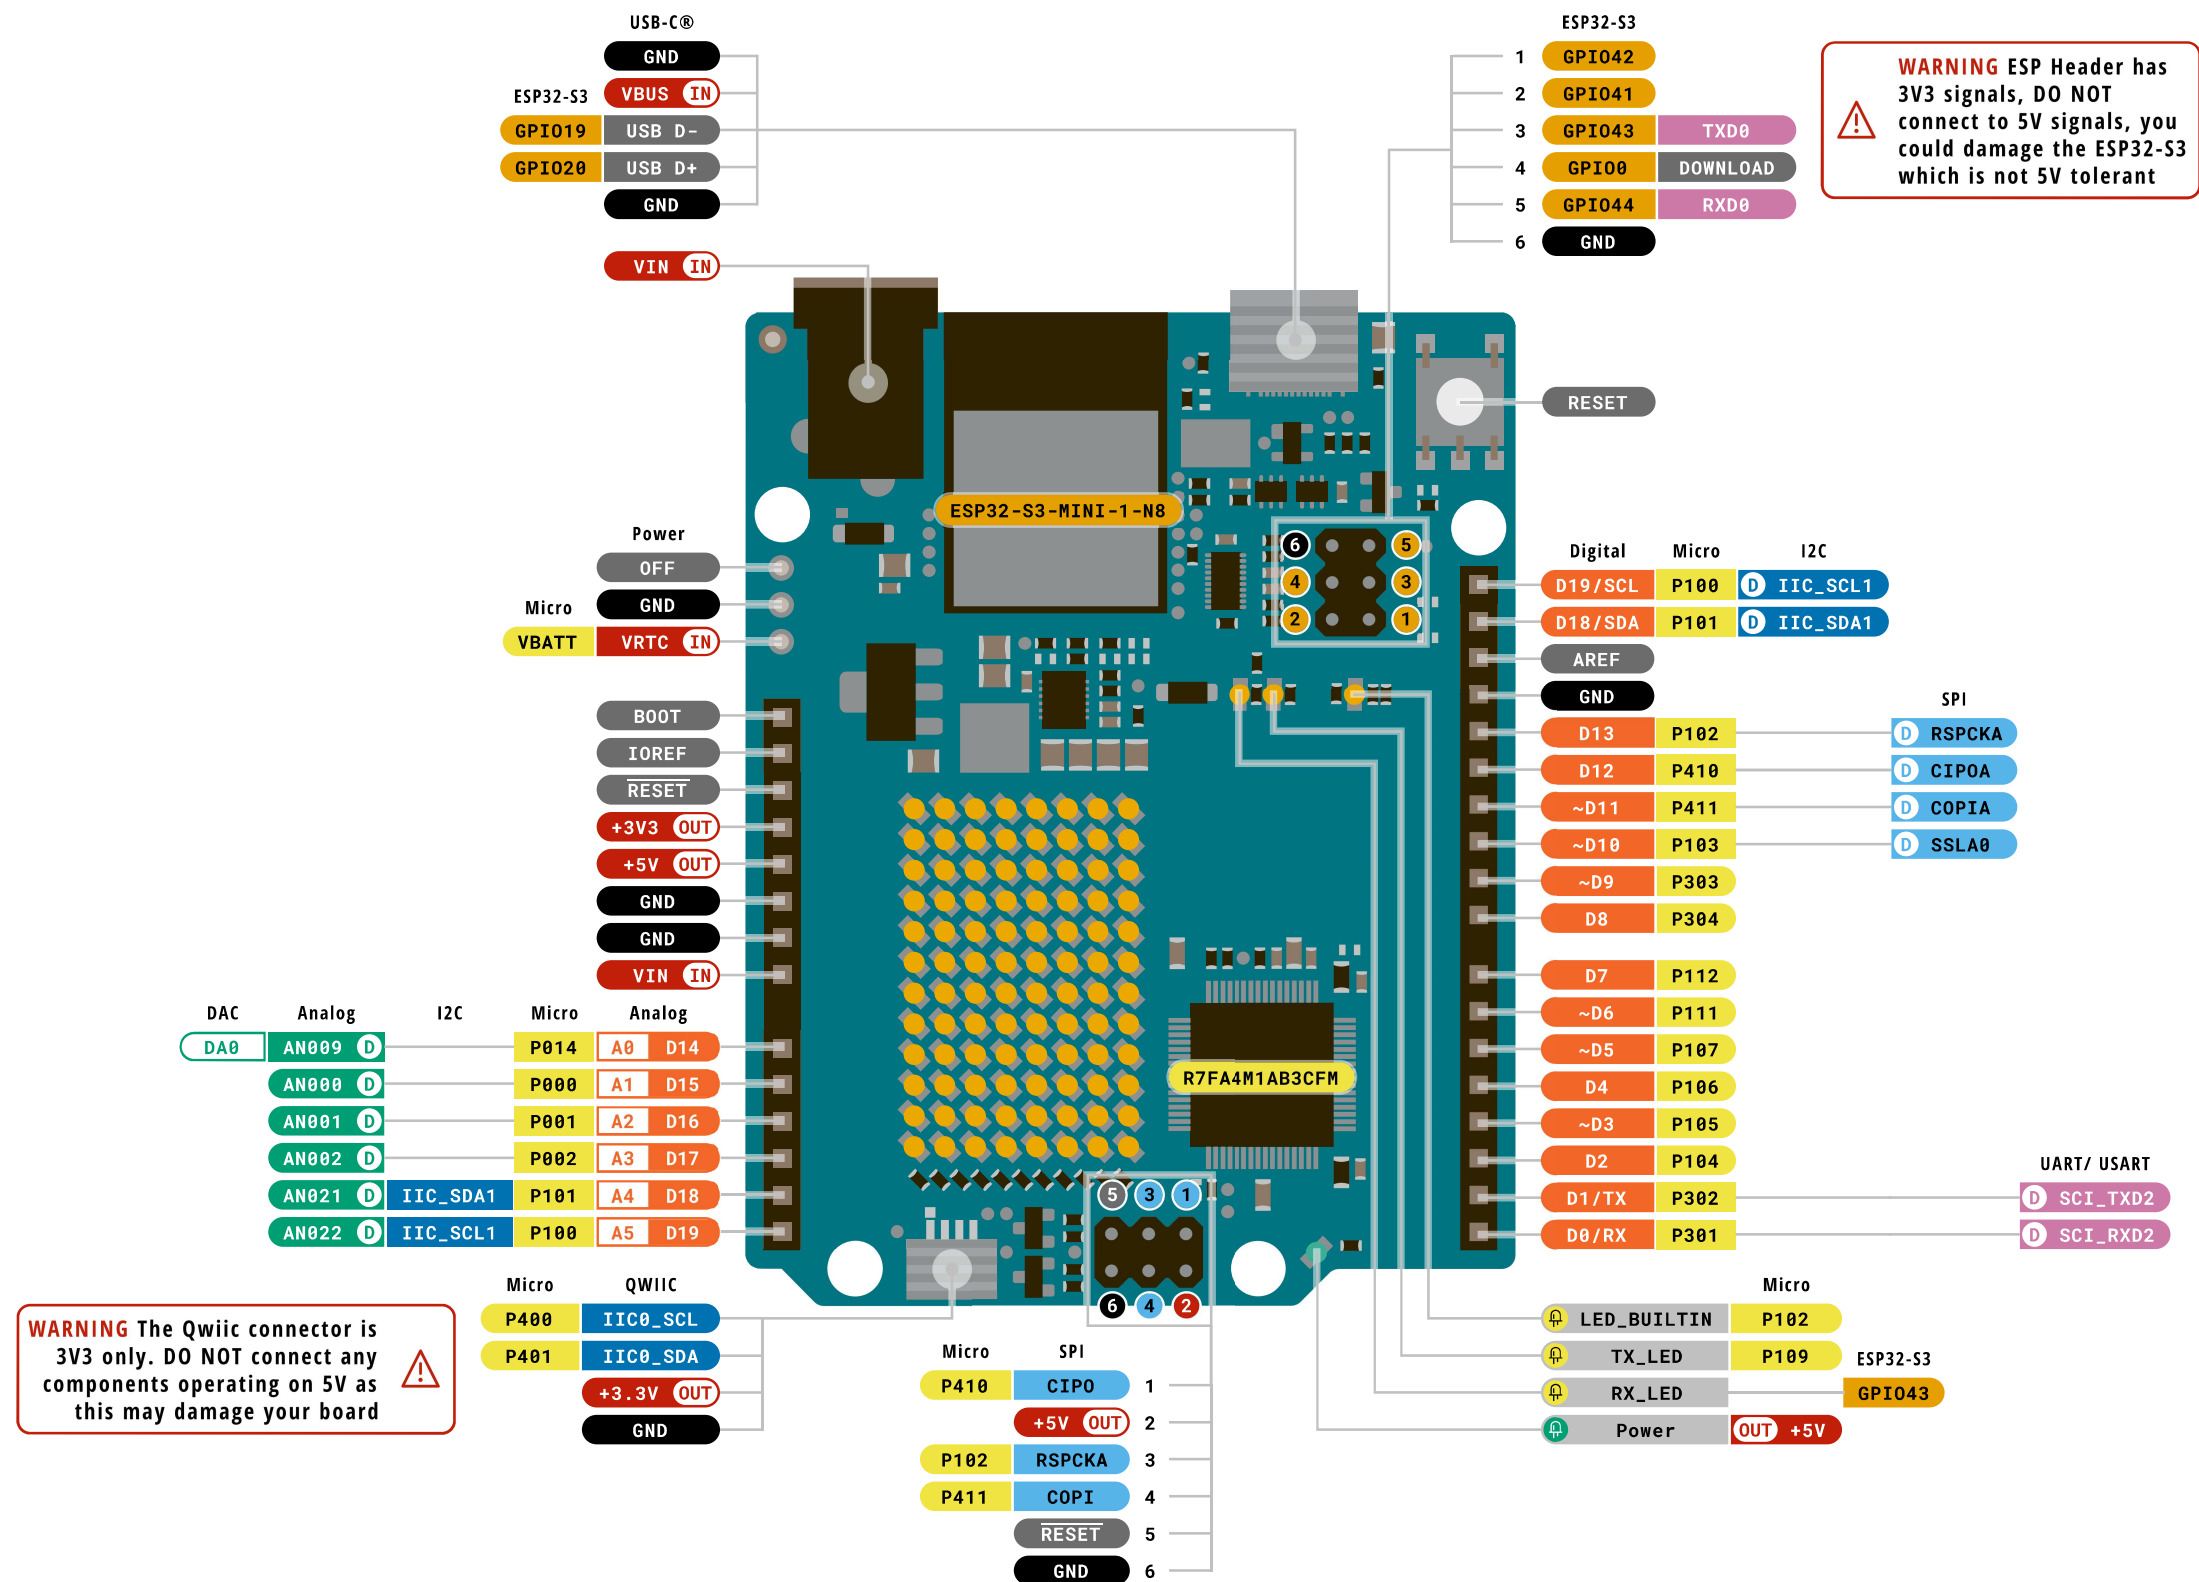 USB-C®
GND
VBUS IN
ESP32-S3
GPIO19 USB D-
GPIO20 USB D+
GND
VIN IN
ESP32-S3
1 GPIO42
2 GPIO41
3 GPIO43 TXD0
4 GPIO0 DOWNLOAD
5 GPIO44 RXD0
6 GND
WARNING ESP Header has
3V3 signals, DO NOT
connect to 5V signals, you
could damage the ESP32-S3
which is not 5V tolerant
RESET
ESP32-S3-MINI-1-N8
6 5
4 3
2 1
Power
OFF
GND
Micro
VBATT VRTC IN
BOOT
IOREF
RESET
+3V3 OUT
+5V OUT
GND
GND
VIN IN
DAC Analog I2C Micro Analog
DA0 AN009 D P014 A0 D14
AN000 D P000 A1 D15
AN001 D P001 A2 D16
AN002 D P002 A3 D17
AN021 D IIC_SDA1 P101 A4 D18
AN022 D IIC_SCL1 P100 A5 D19
Digital Micro I2C
D19/SCL P100 D IIC_SCL1
D18/SDA P101 D IIC_SDA1
AREF
GND
SPI
D13 P102 D RSPCKA
D12 P410 D CIPOA
~D11 P411 D COPIA
~D10 P103 D SSLA0
~D9 P303
D8 P304
D7 P112
~D6 P111
~D5 P107
D4 P106
~D3 P105
D2 P104
UART/ USART
D1/TX P302 D SCI_TXD2
D0/RX P301 D SCI_RXD2
R7FA4M1AB3CFM
5 3 1
6 4 2
Micro QWIIC
P400 IIC0_SCL
P401 IIC0_SDA
+3.3V OUT
GND
WARNING The Qwiic connector is
3V3 only. DO NOT connect any
components operating on 5V as
this may damage your board
Micro SPI
P410 CIPO 1
+5V OUT 2
P102 RSPCKA 3
P411 COPI 4
RESET 5
GND 6
Micro
LED_BUILTIN P102
TX_LED P109
ESP32-S3
RX_LED GPIO43
Power OUT +5V